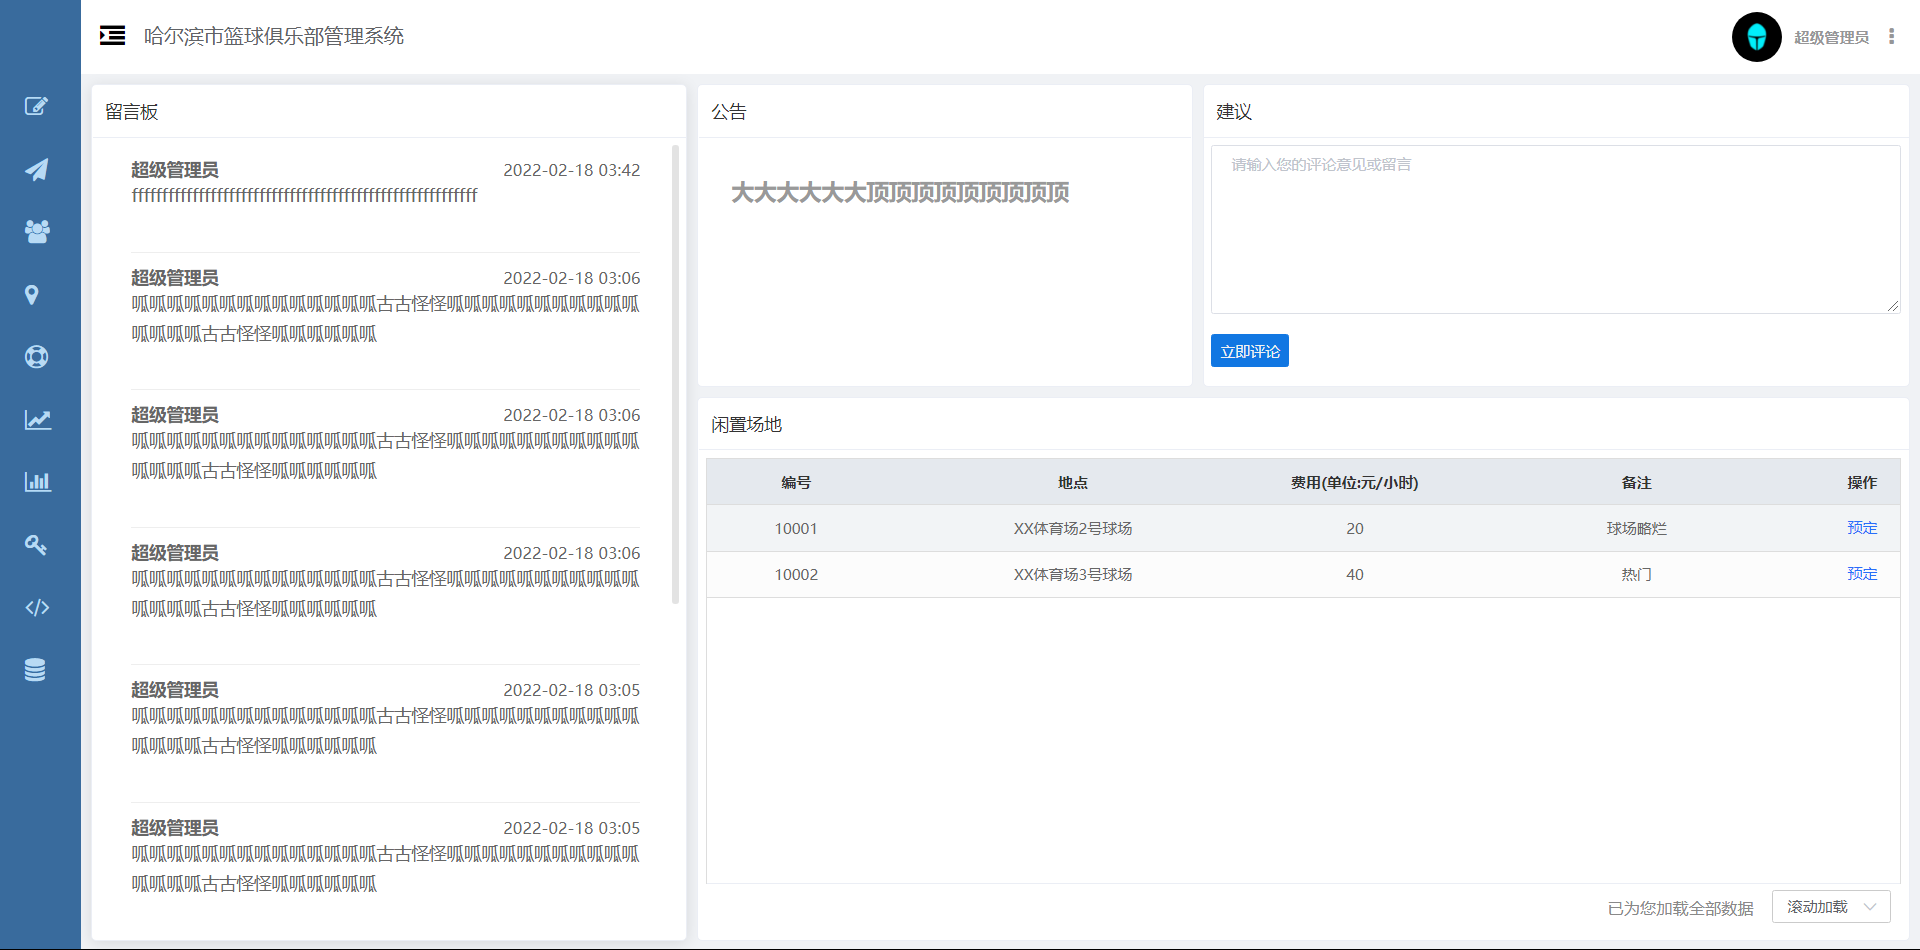 哈尔滨市篮球俱乐部管理系统
超级管理员
留言板
超级管理员 2022-02-18 03:42
fffffffffffffffffffffffffffffffffffffffffffffffffffffffff
超级管理员 2022-02-18 03:06
呱呱呱呱呱呱呱呱呱呱呱呱呱呱古古怪怪呱呱呱呱呱呱呱呱呱呱呱
呱呱呱呱古古怪怪呱呱呱呱呱呱
超级管理员 2022-02-18 03:06
呱呱呱呱呱呱呱呱呱呱呱呱呱呱古古怪怪呱呱呱呱呱呱呱呱呱呱呱
呱呱呱呱古古怪怪呱呱呱呱呱呱
超级管理员 2022-02-18 03:06
呱呱呱呱呱呱呱呱呱呱呱呱呱呱古古怪怪呱呱呱呱呱呱呱呱呱呱呱
呱呱呱呱古古怪怪呱呱呱呱呱呱
超级管理员 2022-02-18 03:05
呱呱呱呱呱呱呱呱呱呱呱呱呱呱古古怪怪呱呱呱呱呱呱呱呱呱呱呱
呱呱呱呱古古怪怪呱呱呱呱呱呱
超级管理员 2022-02-18 03:05
呱呱呱呱呱呱呱呱呱呱呱呱呱呱古古怪怪呱呱呱呱呱呱呱呱呱呱呱
呱呱呱呱古古怪怪呱呱呱呱呱呱
公告
大大大大大大顶顶顶顶顶顶顶顶顶
建议
请输入您的评论意见或留言
立即评论
闲置场地
编号 地点 费用(单位:元/小时) 备注 操作
10001 XX体育场2号球场 20 球场略烂 预定
10002 XX体育场3号球场 40 热门 预定
已为您加载全部数据 滚动加载